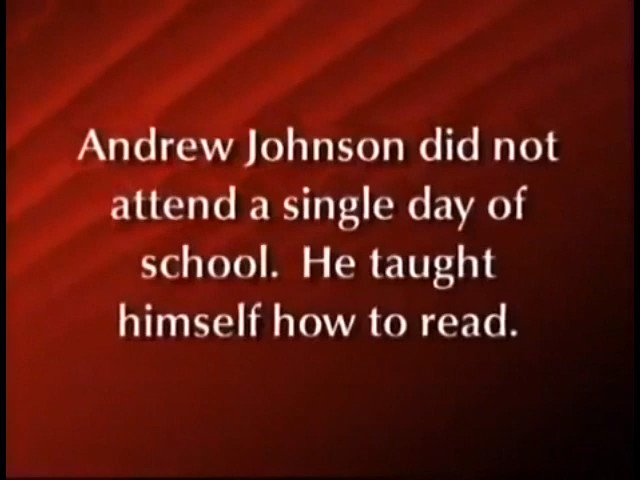 Andrew Johnson did not
attend a single day of
school.  He taught
himself how to read.